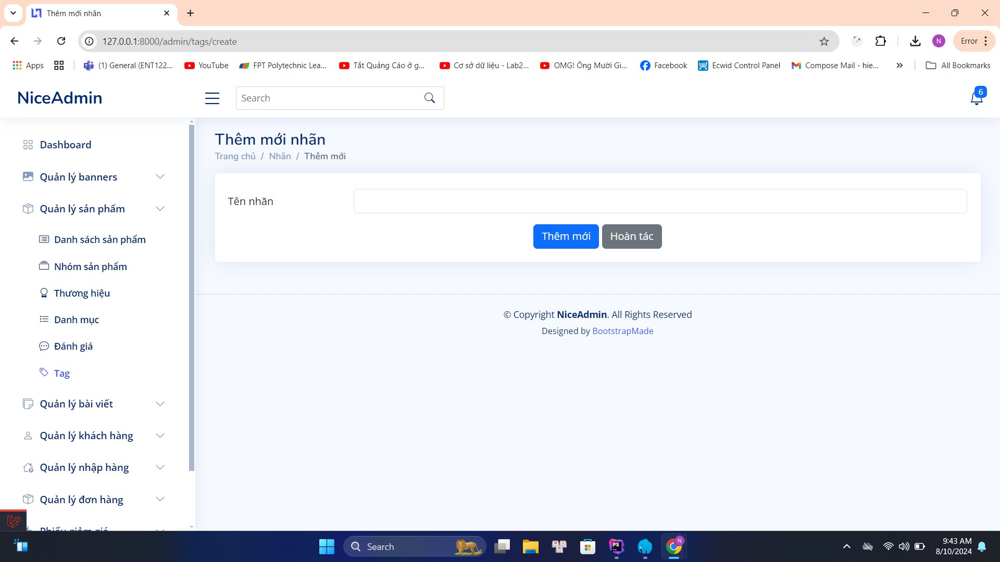 Thêm mới nhãn
127.0.0.1:8000/admin/tags/create
N
Error
Apps
(1) General (ENT122...
YouTube
FPT Polytechnic Lea...
Tắt Quảng Cáo ở g...
Cơ sở dữ liệu - Lab2...
OMG! Ông Mười Gi...
Facebook
Ecwid Control Panel
Compose Mail - hie...
All Bookmarks
NiceAdmin
Search
6
Dashboard
Quản lý banners
Quản lý sản phẩm
Danh sách sản phẩm
Nhóm sản phẩm
Thương hiệu
Danh mục
Đánh giá
Tag
Quản lý bài viết
Quản lý khách hàng
Quản lý nhập hàng
Quản lý đơn hàng
Phiếu giảm giá
Thêm mới nhãn
Trang chủ / Nhãn / Thêm mới
Tên nhãn
Thêm mới
Hoàn tác
© Copyright NiceAdmin. All Rights Reserved
Designed by BootstrapMade
Search
PS
N
9:43 AM
8/10/2024